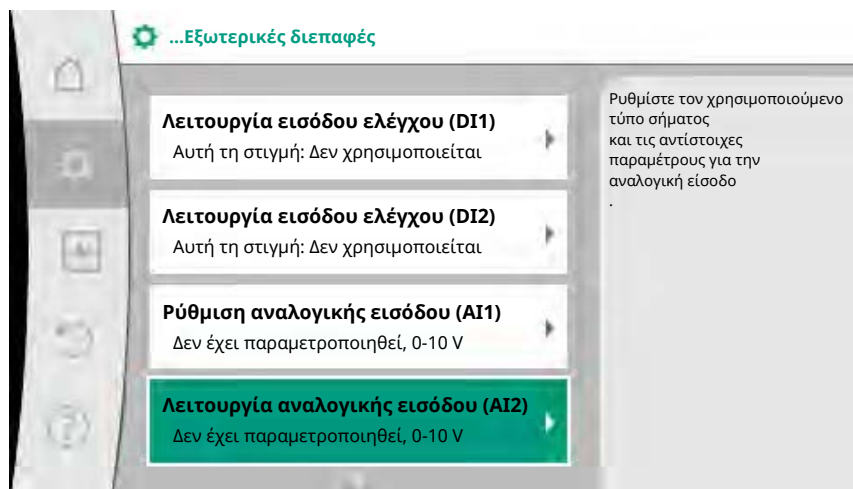 ...Εξωτερικές διεπαφές
Λειτουργία εισόδου ελέγχου (DI1)
Αυτή τη στιγμή: Δεν χρησιμοποιείται
Λειτουργία εισόδου ελέγχου (DI2)
Αυτή τη στιγμή: Δεν χρησιμοποιείται
Ρύθμιση αναλογικής εισόδου (AI1)
Δεν έχει παραμετροποιηθεί, 0-10 V
Λειτουργία αναλογικής εισόδου (AI2)
Δεν έχει παραμετροποιηθεί, 0-10 V
Ρυθμίστε τον χρησιμοποιούμενο
τύπο σήματος
και τις αντίστοιχες
παραμέτρους για την
αναλογική είσοδο
.